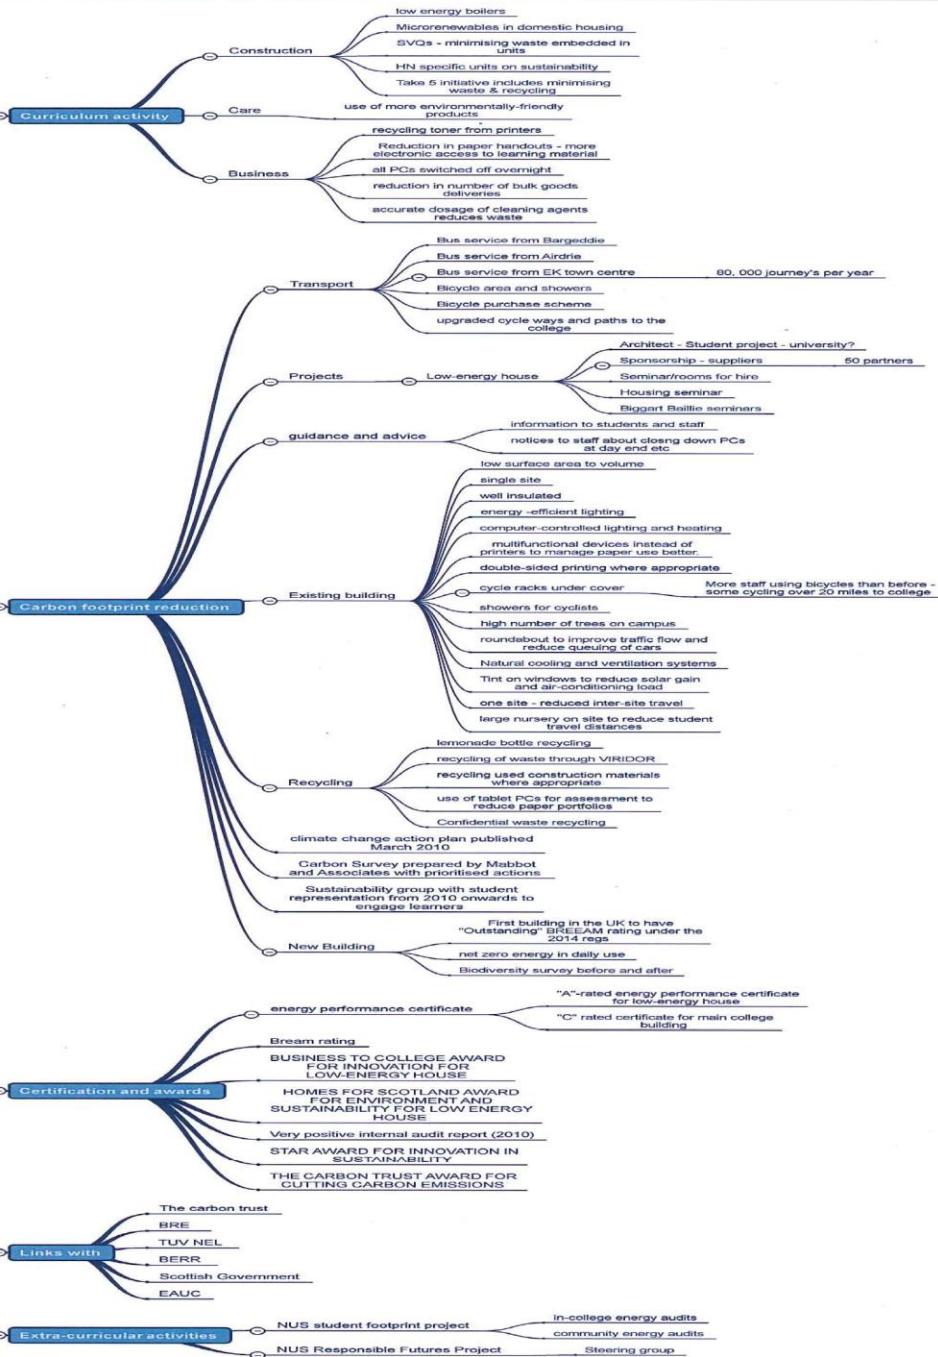 low energy boilers
Microrenewables in domestic housing
SVQs - minimising waste embedded in
units
HN specific units on sustainability
Take 5 initiative includes minimising
waste & recycling
Construction
Curriculum activity
Care
use of more environmentally-friendly
products
recycling toner from printers
Reduction in paper handouts - more
electronic access to learning material
all PCs switched off overnight
reduction in number of bulk goods
deliveries
accurate dosage of cleaning agents
reduces waste
Business
Bus service from Bargeddie
Bus service from Airdrie
Bus service from EK town centre
80, 000 journey's per year
Bicycle area and showers
Bicycle purchase scheme
upgraded cycle ways and paths to the
college
Transport
Projects
Low-energy house
Architect - Student project - university?
Sponsorship - suppliers
50 partners
Seminar/rooms for hire
Housing seminar
Biggart Baillie seminars
guidance and advice
information to students and staff
notices to staff about closng down PCs
at day end etc
low surface area to volume
single site
well insulated
energy -efficient lighting
computer-controlled lighting and heating
multifunctional devices instead of
printers to manage paper use better.
double-sided printing where appropriate
cycle racks under cover
More staff using bicycles than before -
some cycling over 20 miles to college
showers for cyclists
high number of trees on campus
roundabout to improve traffic flow and
reduce queuing of cars
Natural cooling and ventilation systems
Tint on windows to reduce solar gain
and air-conditioning load
one site - reduced inter-site travel
large nursery on site to reduce student
travel distances
Existing building
Carbon footprint reduction
Recycling
lemonade bottle recycling
recycling of waste through VIRIDOR
recycling used construction materials
where appropriate
use of tablet PCs for assessment to
reduce paper portfolios
Confidential waste recycling
climate change action plan published
March 2010
Carbon Survey prepared by Mabbot
and Associates with prioritised actions
Sustainability group with student
representation from 2010 onwards to
engage learners
New Building
First building in the UK to have
"Outstanding" BREEAM rating under the
2014 regs
net zero energy in daily use
Biodiversity survey before and after
energy performance certificate
"A"-rated energy performance certificate
for low-energy house
"C" rated certificate for main college
building
Bream rating
BUSINESS TO COLLEGE AWARD
FOR INNOVATION FOR
LOW-ENERGY HOUSE
Certification and awards
HOMES FOR SCOTLAND AWARD
FOR ENVIRONMENT AND
SUSTAINABILITY FOR LOW ENERGY
HOUSE
Very positive internal audit report (2010)
STAR AWARD FOR INNOVATION IN
SUSTAINABILITY
THE CARBON TRUST AWARD FOR
CUTTING CARBON EMISSIONS
Links with
The carbon trust
BRE
TUV NEL
BERR
Scottish Government
EAUC
Extra-curricular activities
NUS student footprint project
in-college energy audits
community energy audits
NUS Responsible Futures Project
Steering group